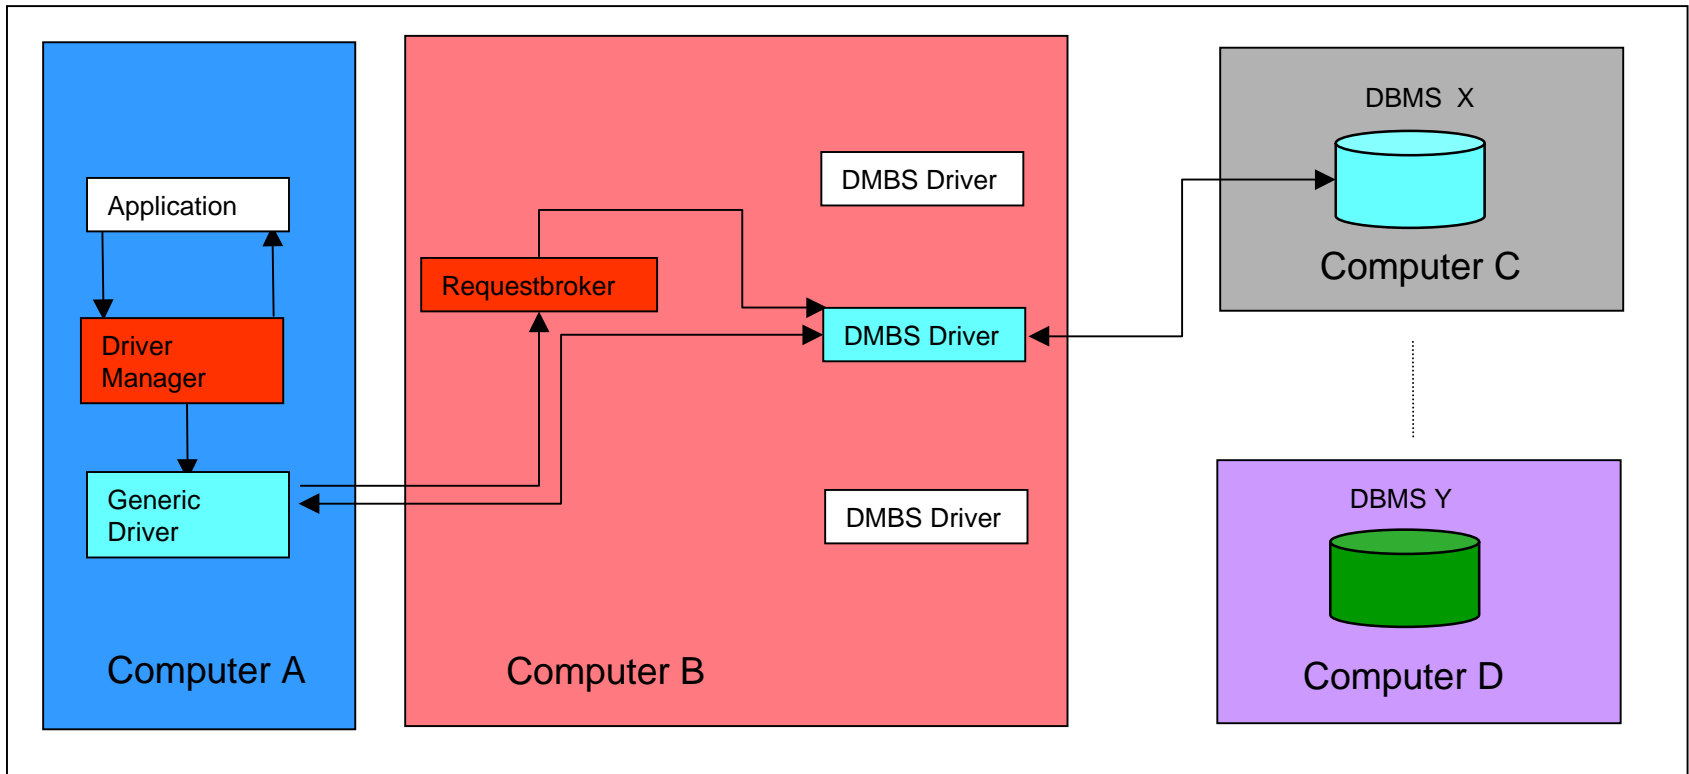 Application
Driver
Manager
Generic
Driver
Computer A
Requestbroker
DMBS Driver
DMBS Driver
DMBS Driver
Computer B
DBMS X
Computer C
DBMS Y
Computer D